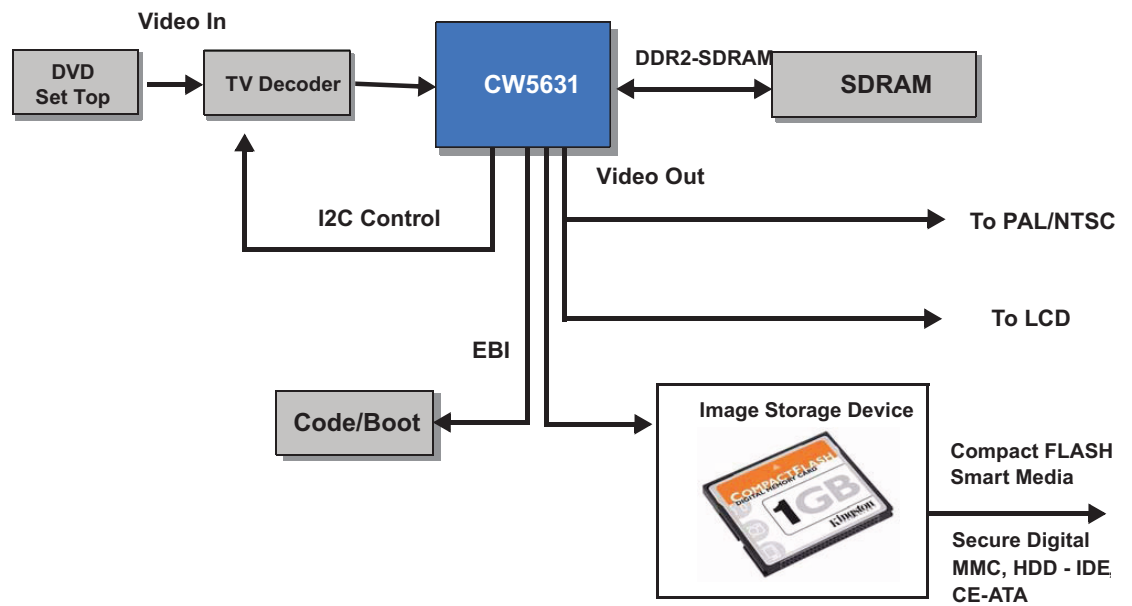 Video In
DVD
Set Top
TV Decoder
CW5631
DDR2-SDRAM
SDRAM
I2C Control
Video Out
To PAL/NTSC
To LCD
EBI
Code/Boot
Image Storage Device
COMPACTFLASH
DIGITAL MEMORY CARD
1GB
Kingston
Compact FLASH
Smart Media
Secure Digital
MMC, HDD - IDE,
CE-ATA